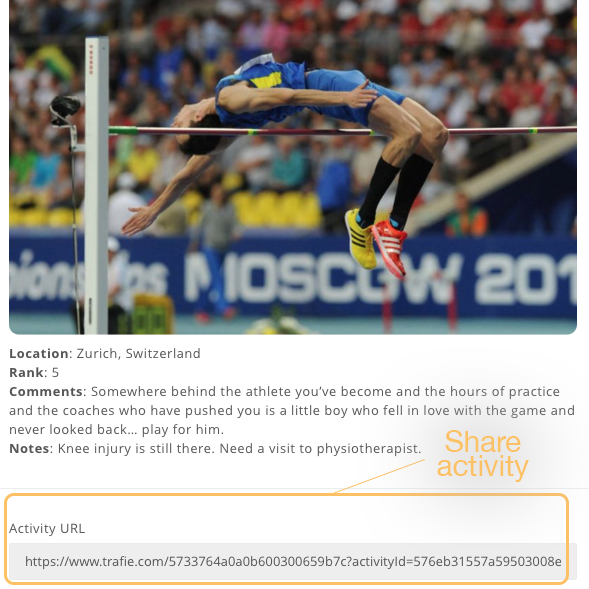 MOSCOW 201
Location: Zurich, Switzerland
Rank: 5
Comments: Somewhere behind the athlete you’ve become and the hours of practice
and the coaches who have pushed you is a little boy who fell in love with the game and
never looked back... play for him.
Notes: Knee injury is still there. Need a visit to physiotherapist.
Share
activity
Activity URL
https://www.trafie.com/5733764a0a0b600300659b7c?activityId=576eb31557a59503008e